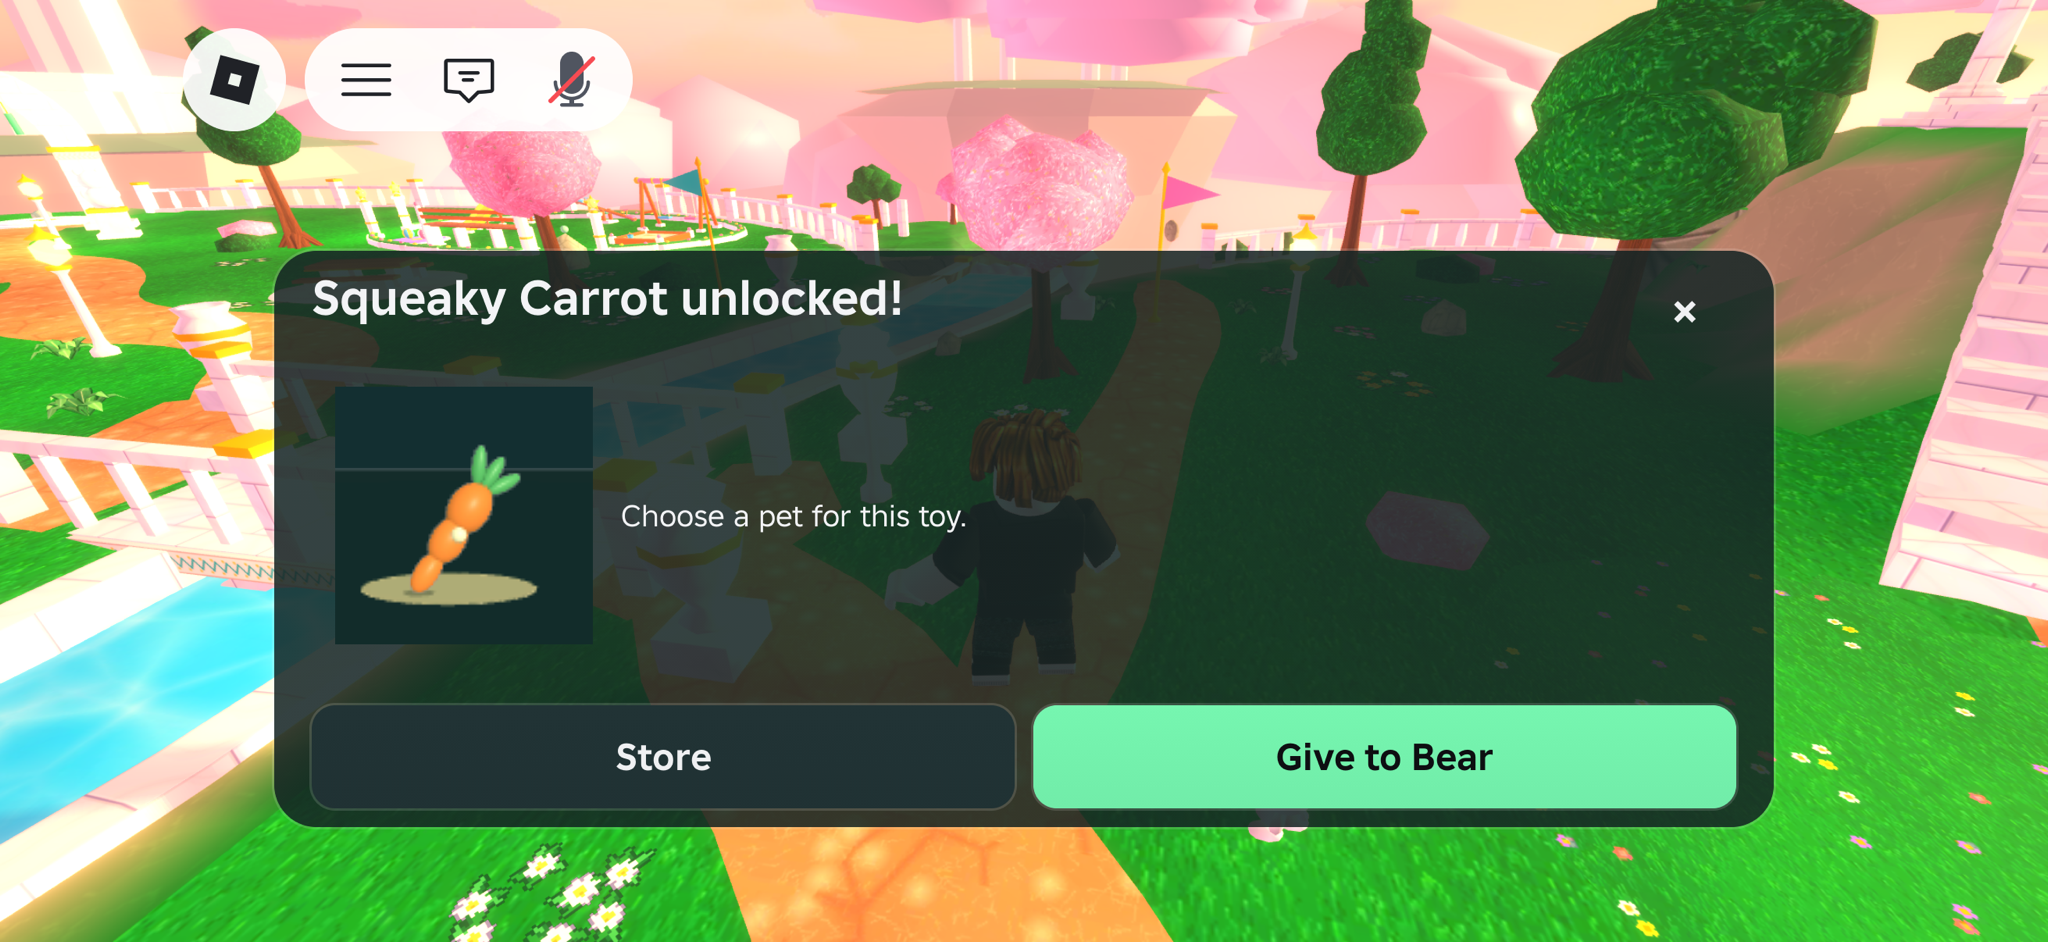 Squeaky Carrot unlocked!
Choose a pet for this toy.
Store
Give to Bear